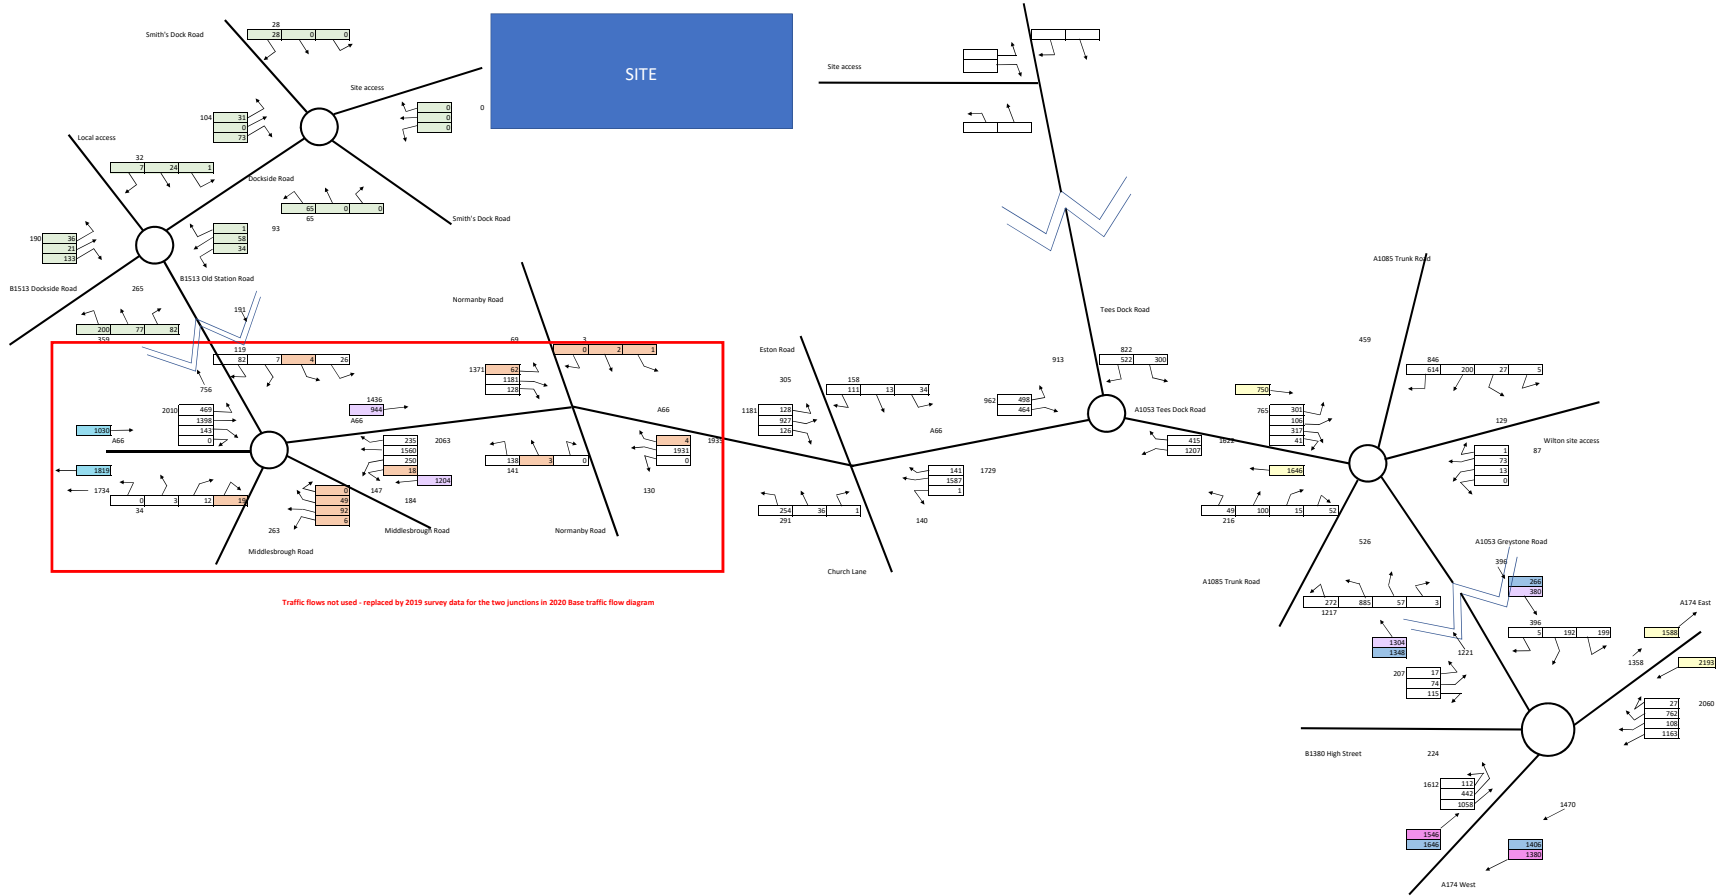 28
Smith's Dock Road
28 0 0
SITE
Site access
Site access
104 31
0
73
0
0
0
0
Local access
32
7 24 1
Dockside Road
65 0 0
65
Smith's Dock Road
190 36
21
133
1
58
34
93
B1513 Old Station Road
B1513 Dockside Road
265
191
200 77 82
359
Normanby Road
Tees Dock Road
A1085 Trunk Road
119
82 7 4 26
756
69
3
0 2 1
1371 62
1181
128
1436
944
A66
2010 469
1398
143
0
1030
A66
1819
1734
0 3 12 15
34
235
1560
250
18
2063
1204
147
184
0
49
92
6
263
Middlesbrough Road
Middlesbrough Road
138 3 0
141
Normanby Road
A66
4
1931
0
1935
130
Traffic flows not used - replaced by 2019 survey data for the two junctions in 2020 Base traffic flow diagram
Eston Road
305
158
111 13 34
1181 128
927
126
A66
254 36 1
291
141
1587
1
1729
140
Church Lane
913
822
522 300
962 498
464
A1053 Tees Dock Road
415
1207
1622
459
846
614 200 27 5
750
765 301
106
317
41
1646
129
Wilton site access
1
73
13
0
87
49 100 15 52
216
526
A1085 Trunk Road
A1053 Greystone Road
396
266
380
272 885 57 3
1217
1304
1348
1221
396
5 192 199
A174 East
1588
1358
2193
207 17
74
115
27
762
108
1163
2060
B1380 High Street
224
1612 112
442
1058
1470
1546
1646
1406
1380
A174 West